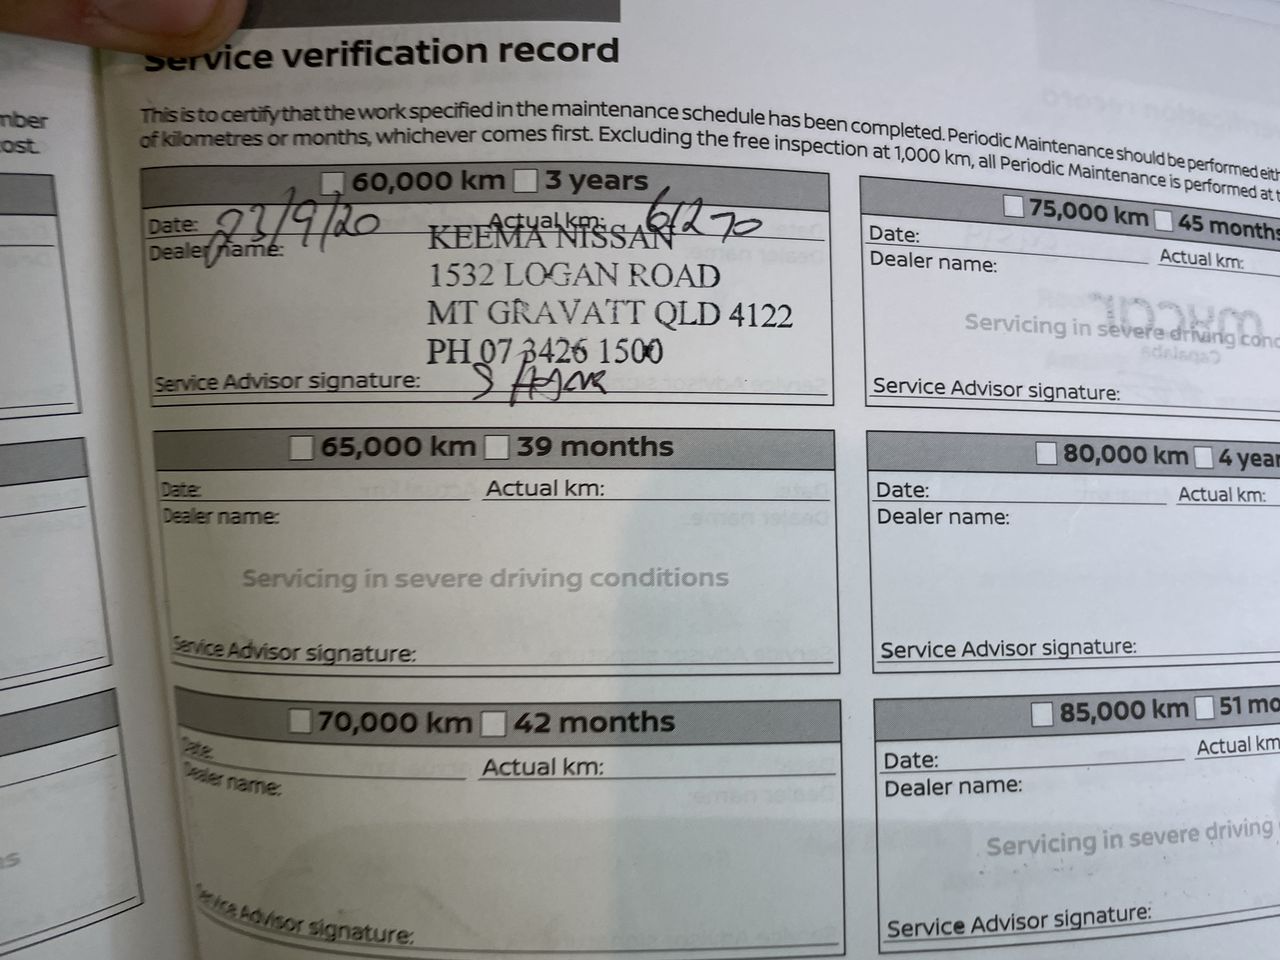 mber
ost.
Service verification record
This is to certify that the work specified in the maintenance schedule has been completed. Periodic Maintenance should be performed eith
of kilometres or months, whichever comes first. Excluding the free inspection at 1,000 km, all Periodic Maintenance is performed at t
60,000 km 3 years
Date: 23/9/20 Actual km: 61270
Dealer name: KEEMA NISSAN
1532 LOGAN ROAD
MT GRAVATT QLD 4122
PH 07 3426 1500
Service Advisor signature:
65,000 km 39 months
Date: Actual km:
Dealer name:
Servicing in severe driving conditions
Service Advisor signature:
70,000 km 42 months
Date: Actual km:
Dealer name:
Service Advisor signature:
75,000 km 45 months
Date: Actual km:
Dealer name:
Servicing in severe driving cond
Service Advisor signature:
80,000 km 4 year
Date: Actual km:
Dealer name:
Service Advisor signature:
85,000 km 51 mo
Date: Actual km
Dealer name:
Servicing in severe driving
Service Advisor signature: